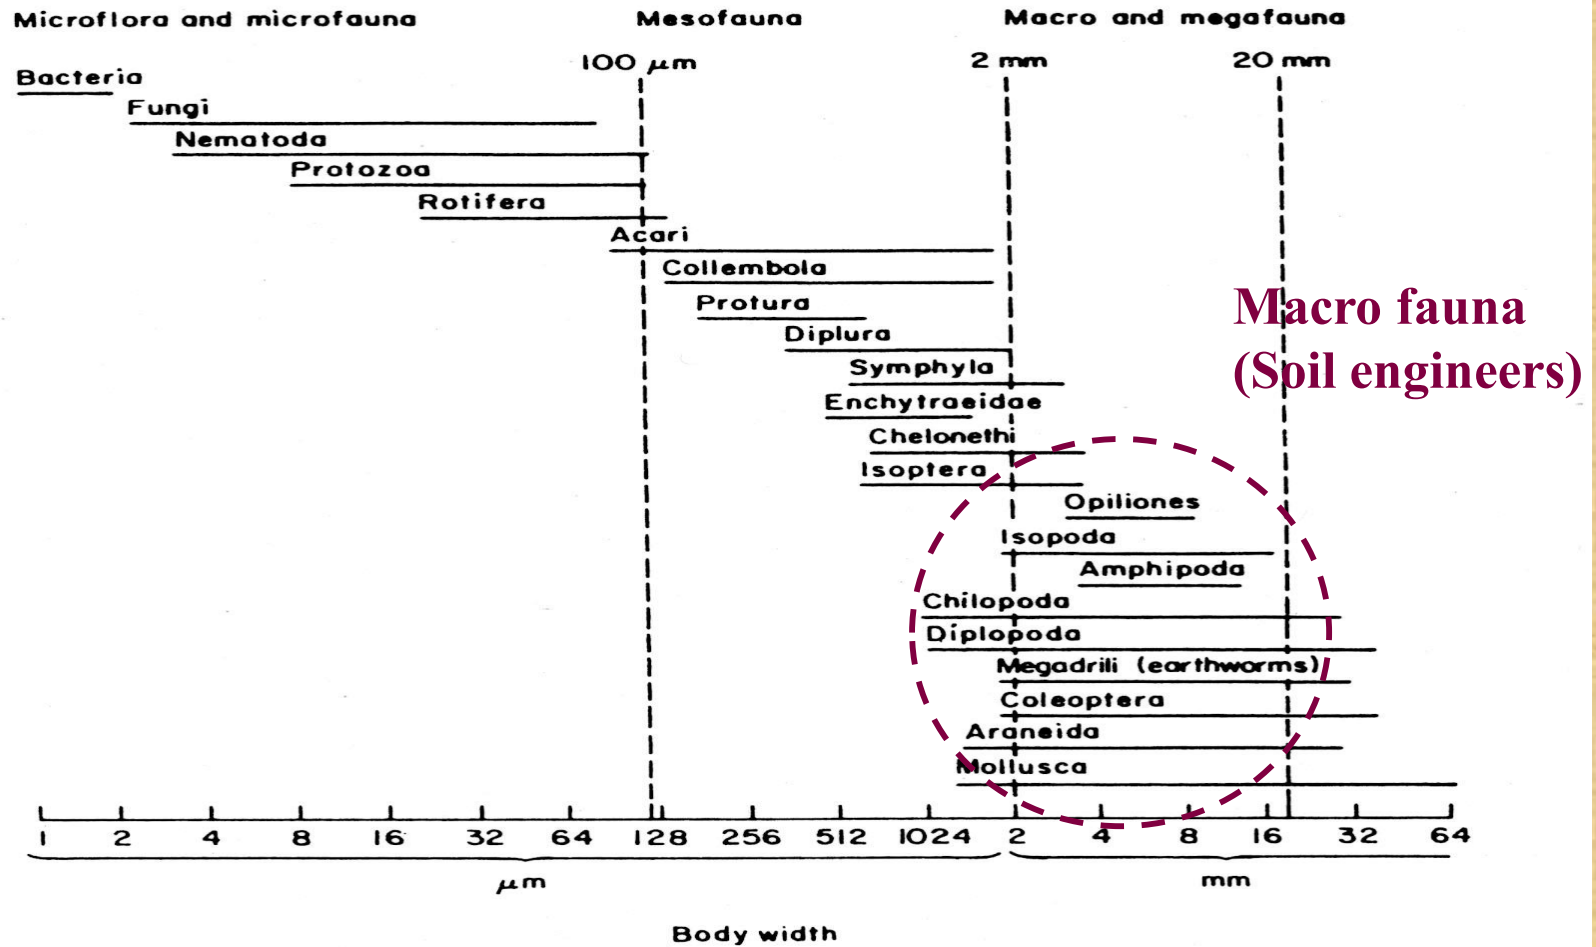 Microflora and microfauna Mesofauna Macro and megafauna
100 μm 2 mm 20 mm
Bacteria
Fungi
Nematoda
Protozoa
Rotifera
Acari
Collembola
Protura
Diplura
Symphyla
Enchytraeidae
Chelonethi
Isoptera
Opiliones
Isopoda
Amphipoda
Chilopoda
Diplopoda
Megadrili (earthworms)
Coleoptera
Araneida
Mollusca
Macro fauna
(Soil engineers)
1 2 4 8 16 32 64 128 256 512 1024 2 4 8 16 32 64
μm mm
Body width